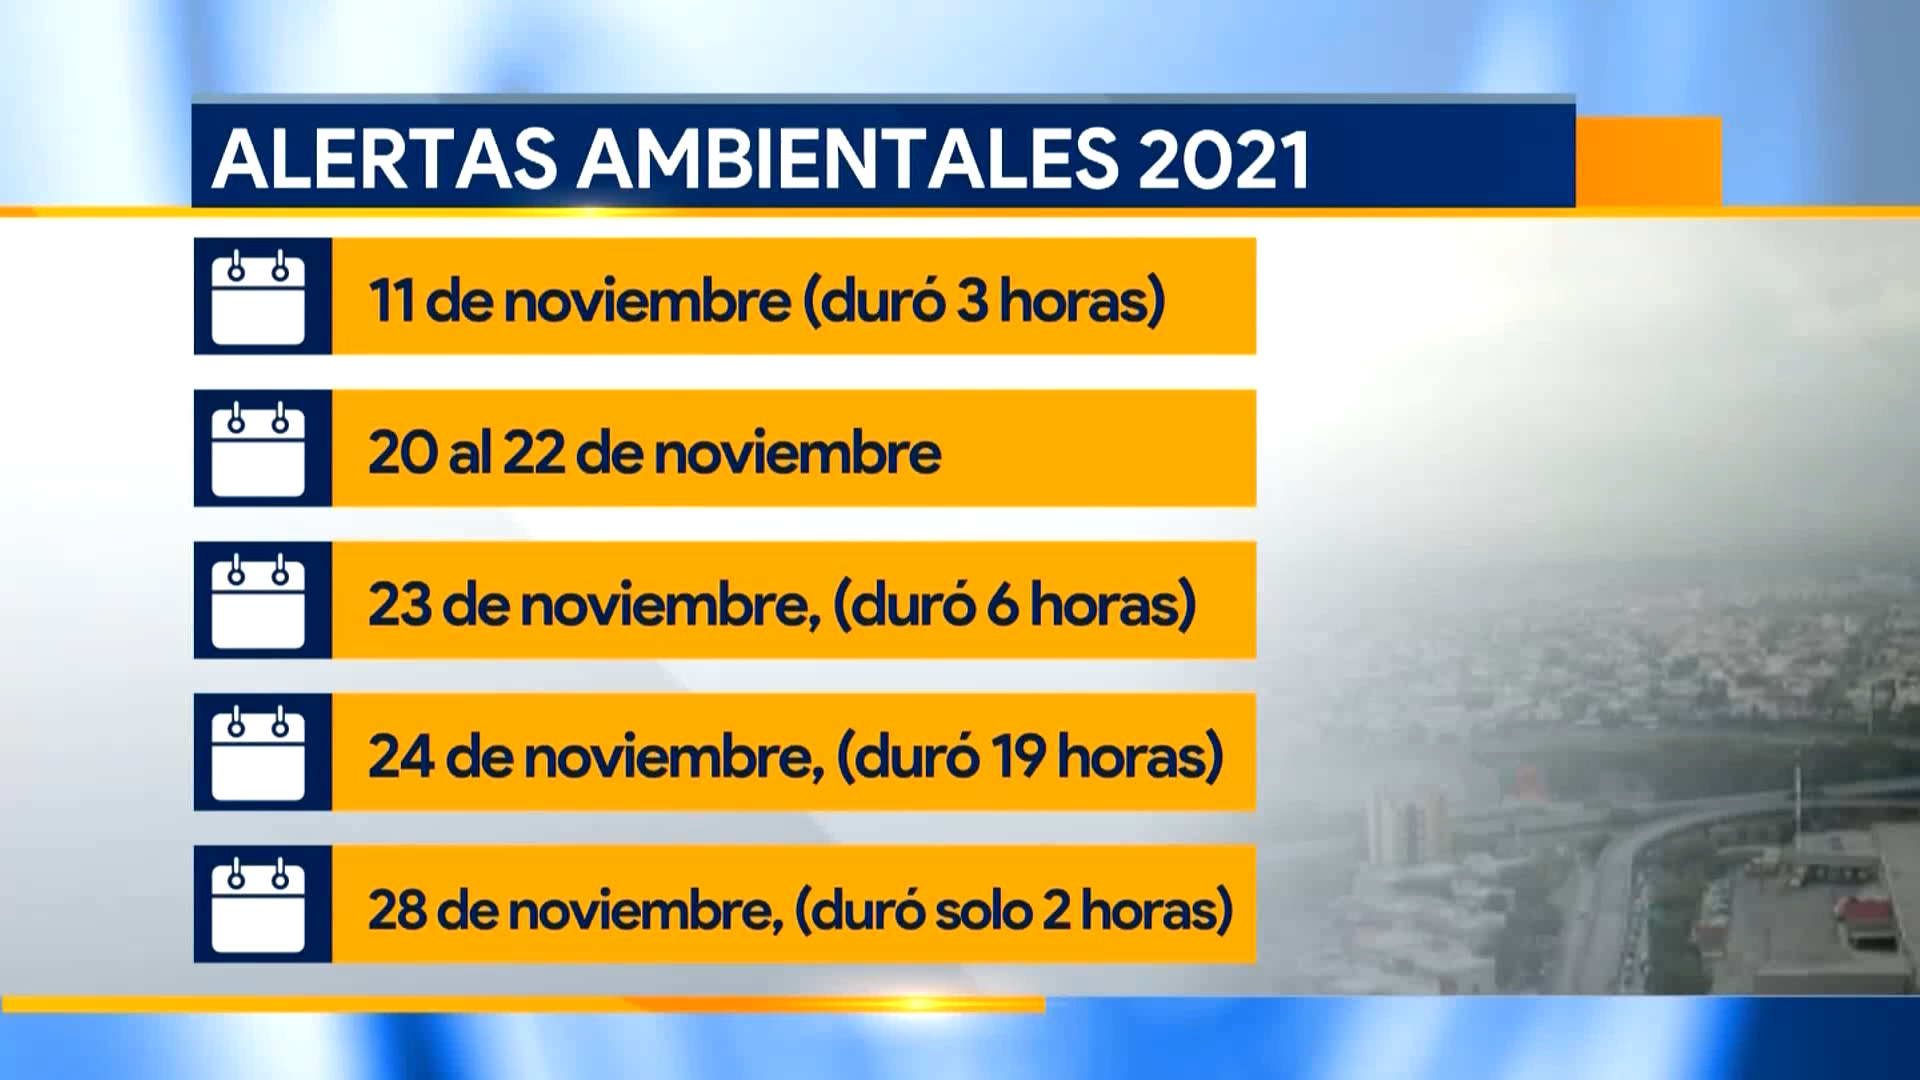 ALERTAS AMBIENTALES 2021
11 de noviembre (duró 3 horas)
20 al 22 de noviembre
23 de noviembre, (duró 6 horas)
24 de noviembre, (duró 19 horas)
28 de noviembre, (duró solo 2 horas)